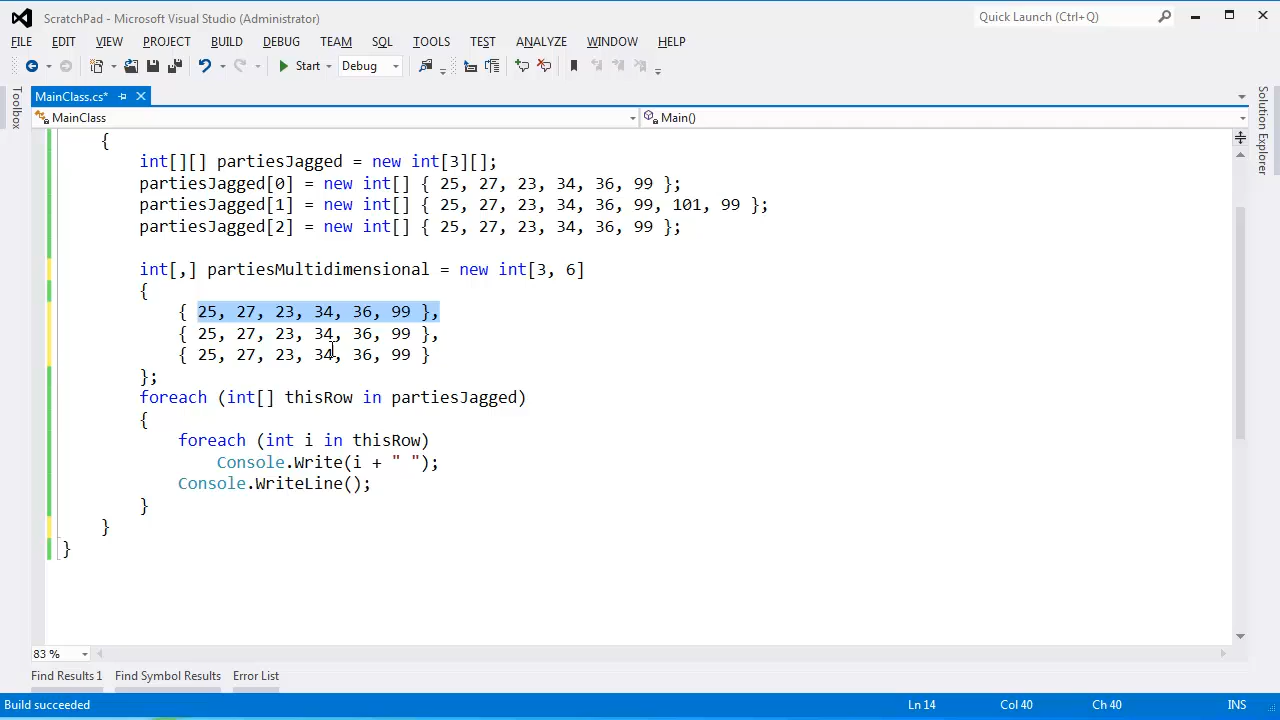 ScratchPad - Microsoft Visual Studio (Administrator)
Quick Launch (Ctrl+Q)
FILE EDIT VIEW PROJECT BUILD DEBUG TEAM SQL TOOLS TEST ANALYZE WINDOW HELP
Start Debug
Toolbox
MainClass.cs*
MainClass Main()
Solution Explorer
{
int[][] partiesJagged = new int[3][];
partiesJagged[0] = new int[] { 25, 27, 23, 34, 36, 99 };
partiesJagged[1] = new int[] { 25, 27, 23, 34, 36, 99, 101, 99 };
partiesJagged[2] = new int[] { 25, 27, 23, 34, 36, 99 };
int[,] partiesMultidimensional = new int[3, 6]
{
{ 25, 27, 23, 34, 36, 99 },
{ 25, 27, 23, 34, 36, 99 },
{ 25, 27, 23, 34, 36, 99 }
};
foreach (int[] thisRow in partiesJagged)
{
foreach (int i in thisRow)
Console.Write(i + " ");
Console.WriteLine();
}
}
}
83 %
Find Results 1 Find Symbol Results Error List
Build succeeded Ln 14 Col 40 Ch 40 INS